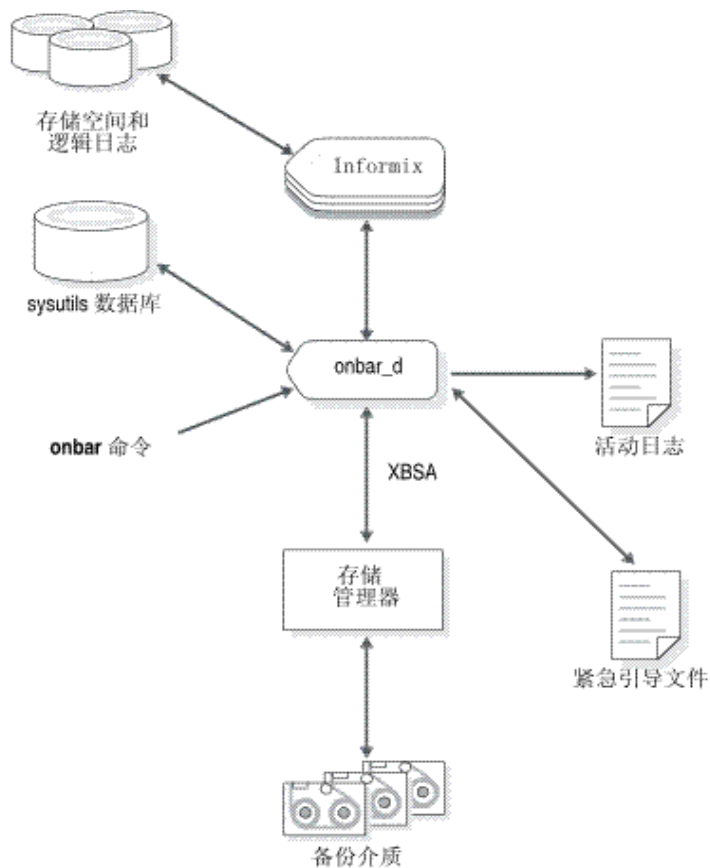 存储空间和
逻辑日志
Informix
sysutils 数据库
onbar_d
onbar 命令
活动日志
XBSA
存储
管理器
紧急引导文件
备份介质